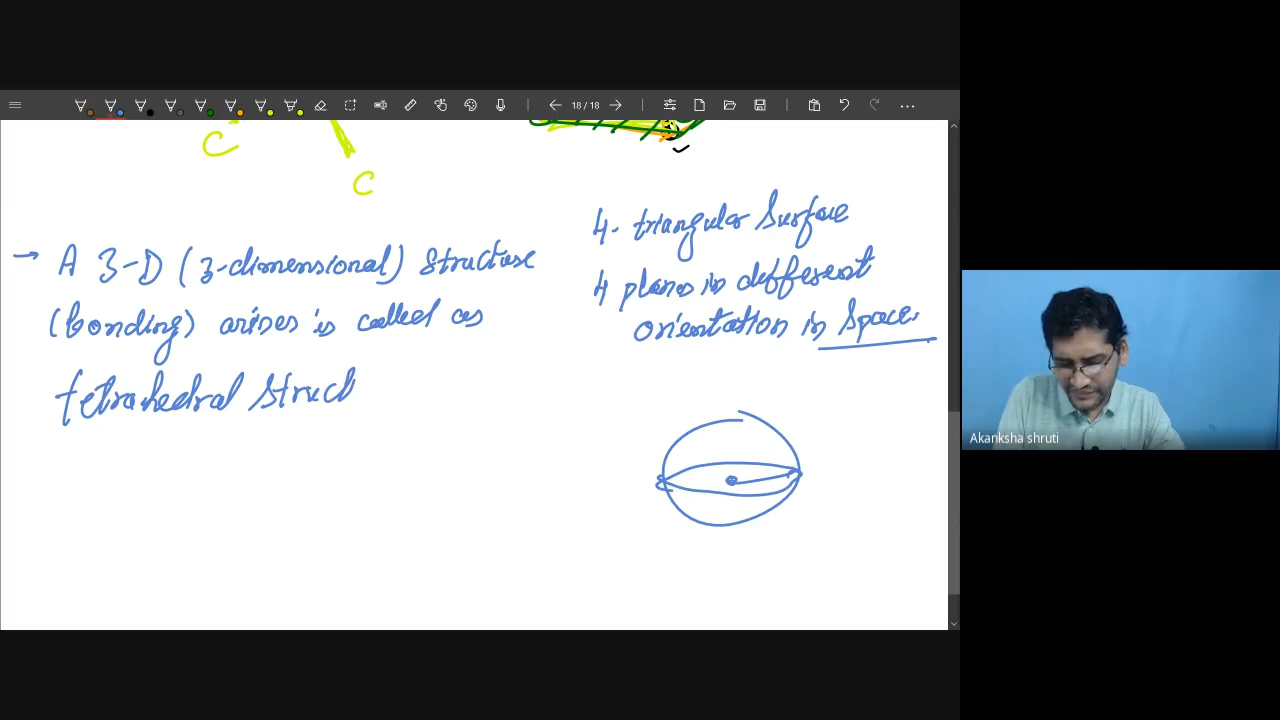 18 / 18
C
C
→ A 3-D (3-dimensional) structure
(bonding) arises is called as
tetrahedral struct
4. triangular surface
4 planes in different
orientation in space.
Akanksha shruti